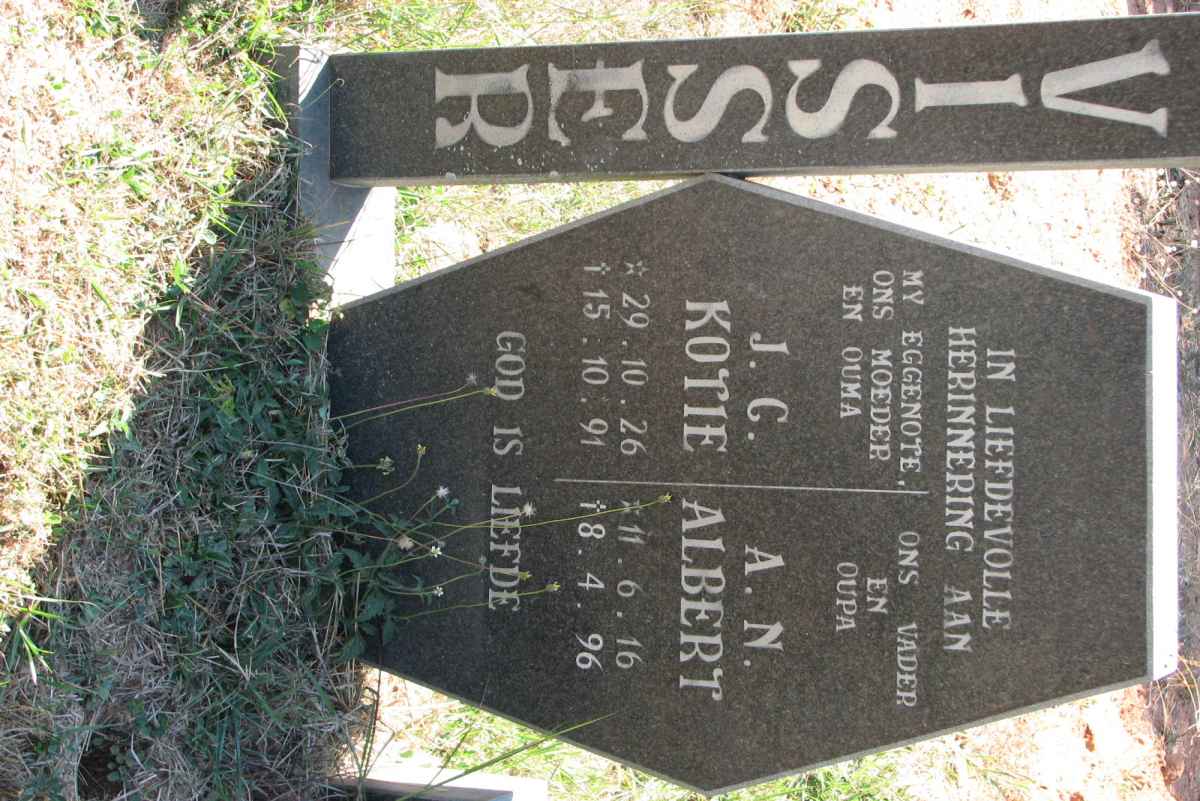 VISSER
IN LIEFDEVOLLE
HERINNERING AAN
MY EGGENOTE,
ONS MOEDER
EN OUMA
J. C.
KOTIE
☆ 29.10.26
† 15.10.91
ONS VADER
EN
OUPA
A. N.
ALBERT
☆ 11.6.16
† 8.4.96
GOD IS LIEFDE